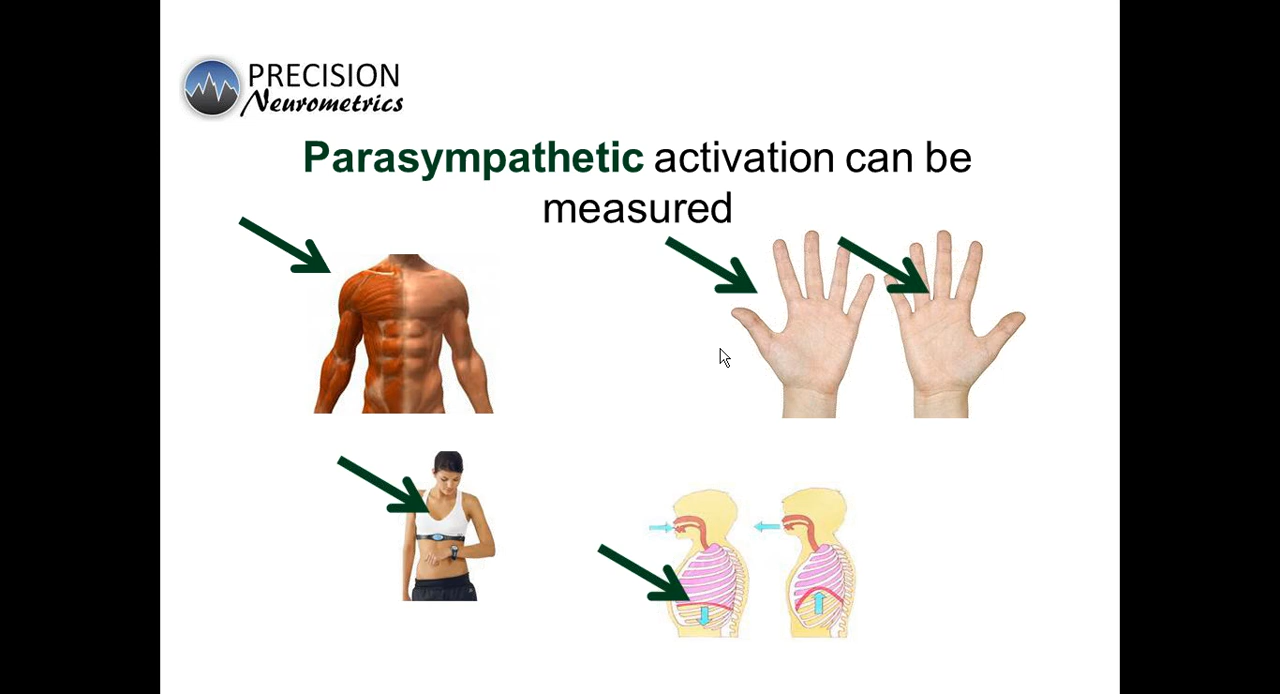 PRECISION
Neurometrics
Parasympathetic activation can be
measured